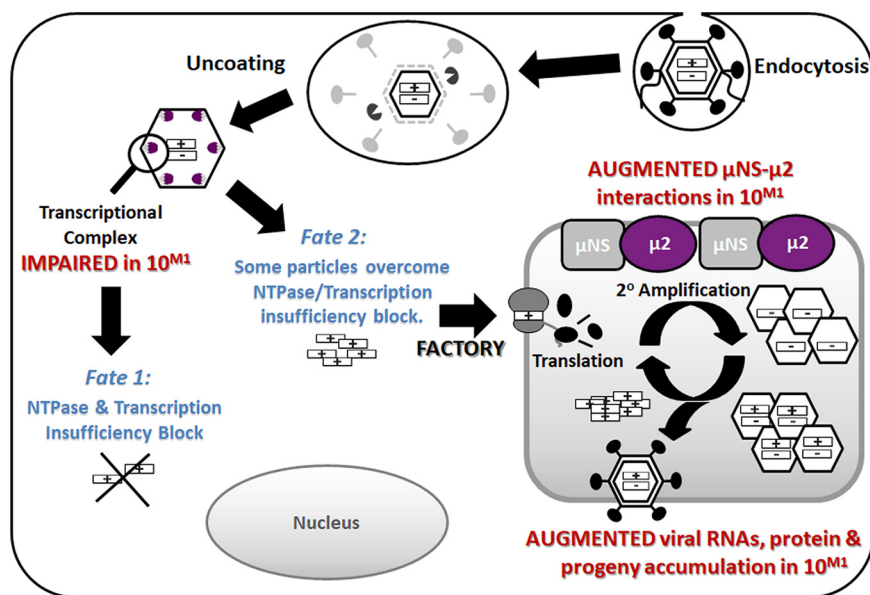 Uncoating
Endocytosis
+
-
+
-
+
-
Transcriptional
Complex
IMPAIRED in 10ᴹ¹
Fate 1:
NTPase & Transcription
Insufficiency Block
+ +
Fate 2:
Some particles overcome
NTPase/Transcription
insufficiency block.
+ + + + +
FACTORY
AUGMENTED µNS-µ2
interactions in 10ᴹ¹
µNS µ2 µNS µ2
2º Amplification
+
Translation
- -
- -
+ + + + + + +
+ +
- -
+ +
- -
+
-
AUGMENTED viral RNAs, protein &
progeny accumulation in 10ᴹ¹
Nucleus